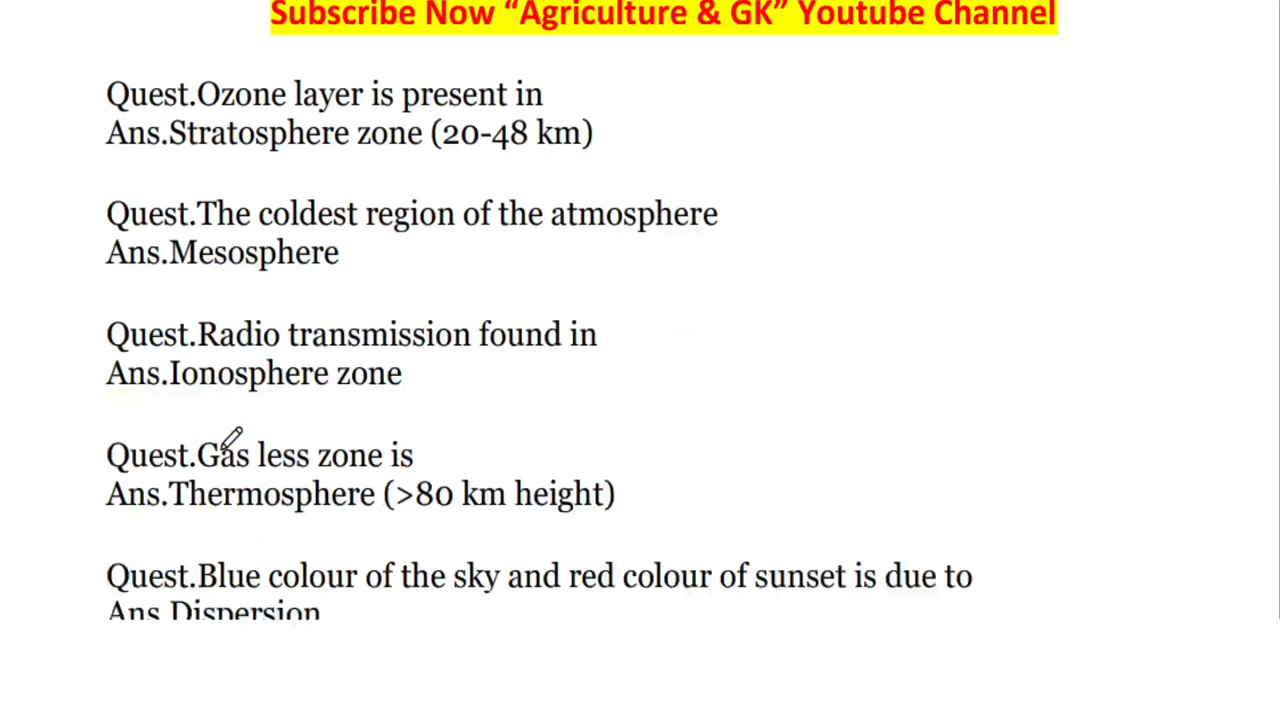 Subscribe Now “Agriculture & GK” Youtube Channel
Quest.Ozone layer is present in
Ans.Stratosphere zone (20-48 km)
Quest.The coldest region of the atmosphere
Ans.Mesosphere
Quest.Radio transmission found in
Ans.Ionosphere zone
Quest.Gas less zone is
Ans.Thermosphere (>80 km height)
Quest.Blue colour of the sky and red colour of sunset is due to
Ans.Dispersion